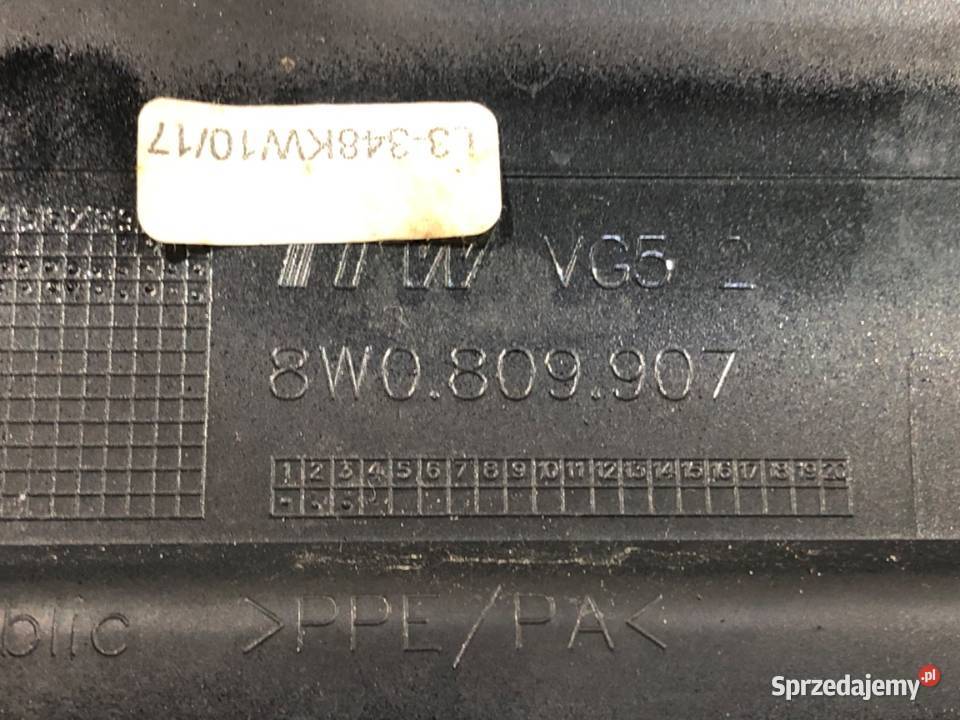 L3-348KW10/17
VG5 2
8W0.809.907
1 2 3 4 5 6 7 8 9 10 11 12 13 14 15 16 17 18 19 20
>PPE/PA<
Sprzedajemy.pl